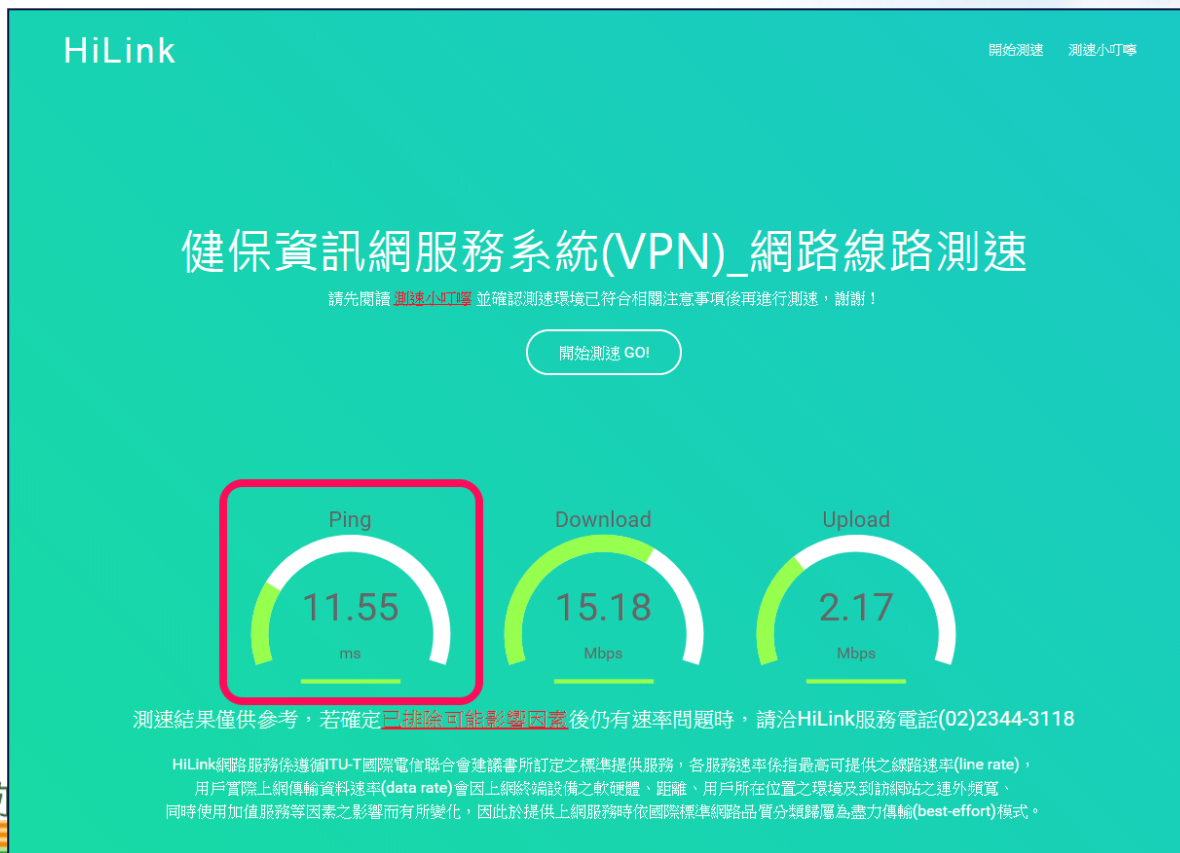 HiLink
開始測速 測速小叮嚀
健保資訊網服務系統(VPN)_網路線路測速
請先閱讀 測速小叮嚀 並確認測速環境已符合相關注意事項後再進行測速，謝謝！
開始測速 GO!
Ping Download Upload
11.55 15.18 2.17
ms Mbps Mbps
測速結果僅供參考，若確定已排除可能影響因素後仍有速率問題時，請洽HiLink服務電話(02)2344-3118
HiLink網路服務係遵循ITU-T國際電信聯合會建議書所訂定之標準提供服務，各服務速率係指最高可提供之線路速率(line rate)，
用戶實際上網傳輸資料速率(data rate)會因上網終端設備之軟硬體、距離、用戶所在位置之環境及到訪網站之連外頻寬、
同時使用加值服務等因素之影響而有所變化，因此於提供上網服務時依國際標準網路品質分類歸屬為盡力傳輸(best-effort)模式。